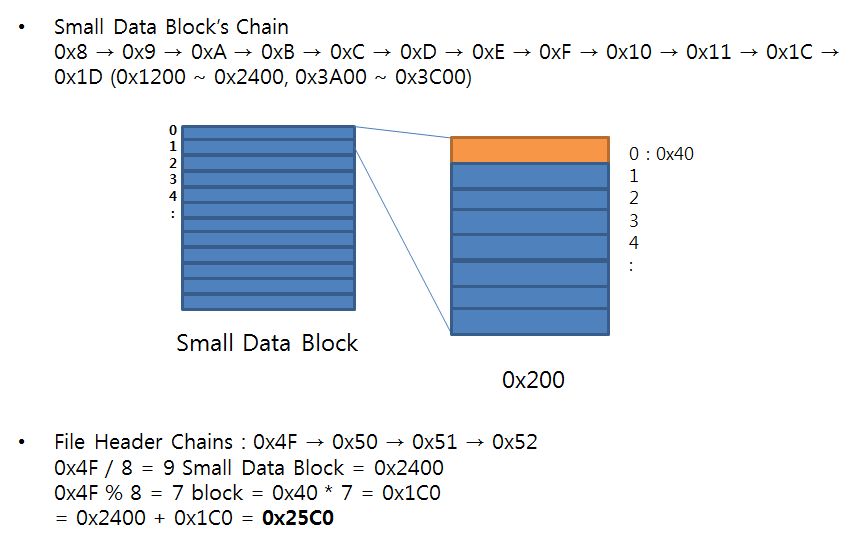 • Small Data Block's Chain
0x8 → 0x9 → 0xA → 0xB → 0xC → 0xD → 0xE → 0xF → 0x10 → 0x11 → 0x1C →
0x1D (0x1200 ~ 0x2400, 0x3A00 ~ 0x3C00)
0
1
2
3
4
:
Small Data Block
0 : 0x40
1
2
3
4
:
0x200
• File Header Chains : 0x4F → 0x50 → 0x51 → 0x52
0x4F / 8 = 9 Small Data Block = 0x2400
0x4F % 8 = 7 block = 0x40 * 7 = 0x1C0
= 0x2400 + 0x1C0 = 0x25C0